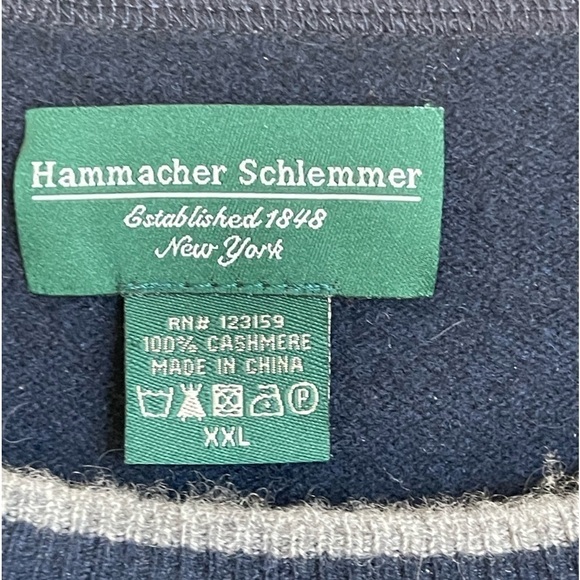 Hammacher Schlemmer
Established 1848
New York
RN# 123159
100% CASHMERE
MADE IN CHINA
P
XXL